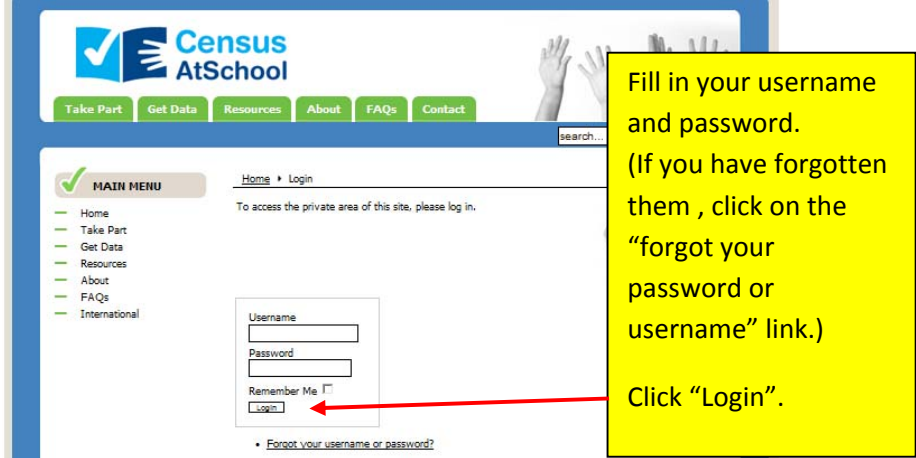 Census
AtSchool
Take Part Get Data Resources About FAQs Contact
search...
MAIN MENU
Home
Take Part
Get Data
Resources
About
FAQs
International
Home Login
To access the private area of this site, please log in.
Username
Password
Remember Me
Login
Forgot your username or password?
Fill in your username
and password.
(If you have forgotten
them , click on the
“forgot your
password or
username” link.)
Click “Login”.